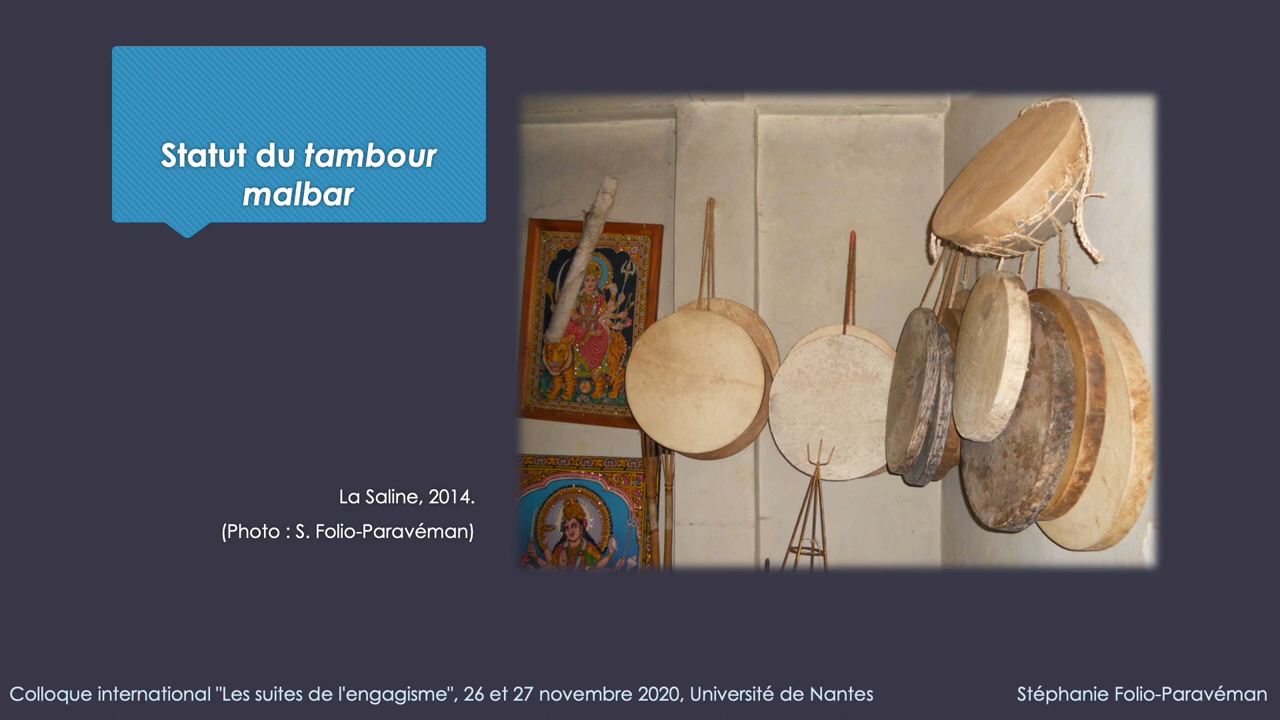 Statut du tambour
malbar
La Saline, 2014.
(Photo : S. Folio-Paravéman)
Colloque international "Les suites de l'engagisme", 26 et 27 novembre 2020, Université de Nantes
Stéphanie Folio-Paravéman